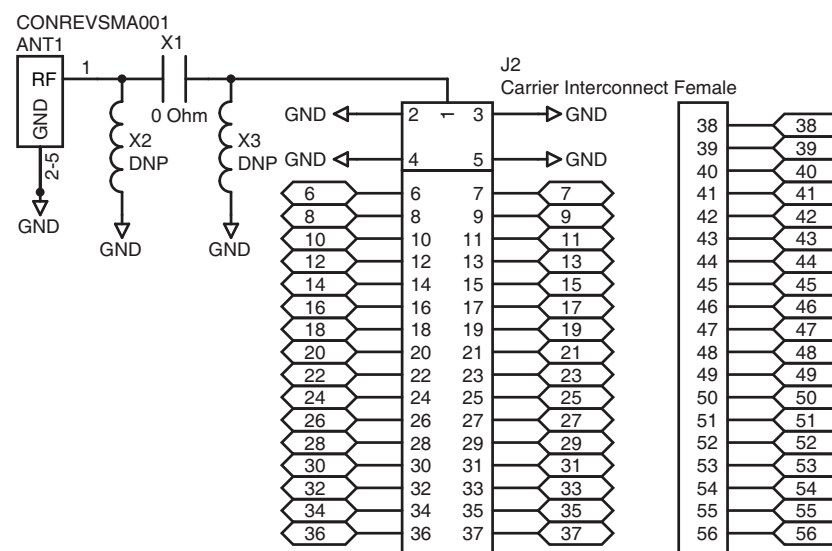 CONREVSMA001
ANT1
X1
RF
1
GND
2-5
GND
0 Ohm
X2
DNP
GND
X3
DNP
GND
J2
Carrier Interconnect Female
1
GND 2 3 GND
GND 4 5 GND
6 6 7 7
8 8 9 9
10 10 11 11
12 12 13 13
14 14 15 15
16 16 17 17
18 18 19 19
20 20 21 21
22 22 23 23
24 24 25 25
26 26 27 27
28 28 29 29
30 30 31 31
32 32 33 33
34 34 35 35
36 36 37 37
38 38
39 39
40 40
41 41
42 42
43 43
44 44
45 45
46 46
47 47
48 48
49 49
50 50
51 51
52 52
53 53
54 54
55 55
56 56